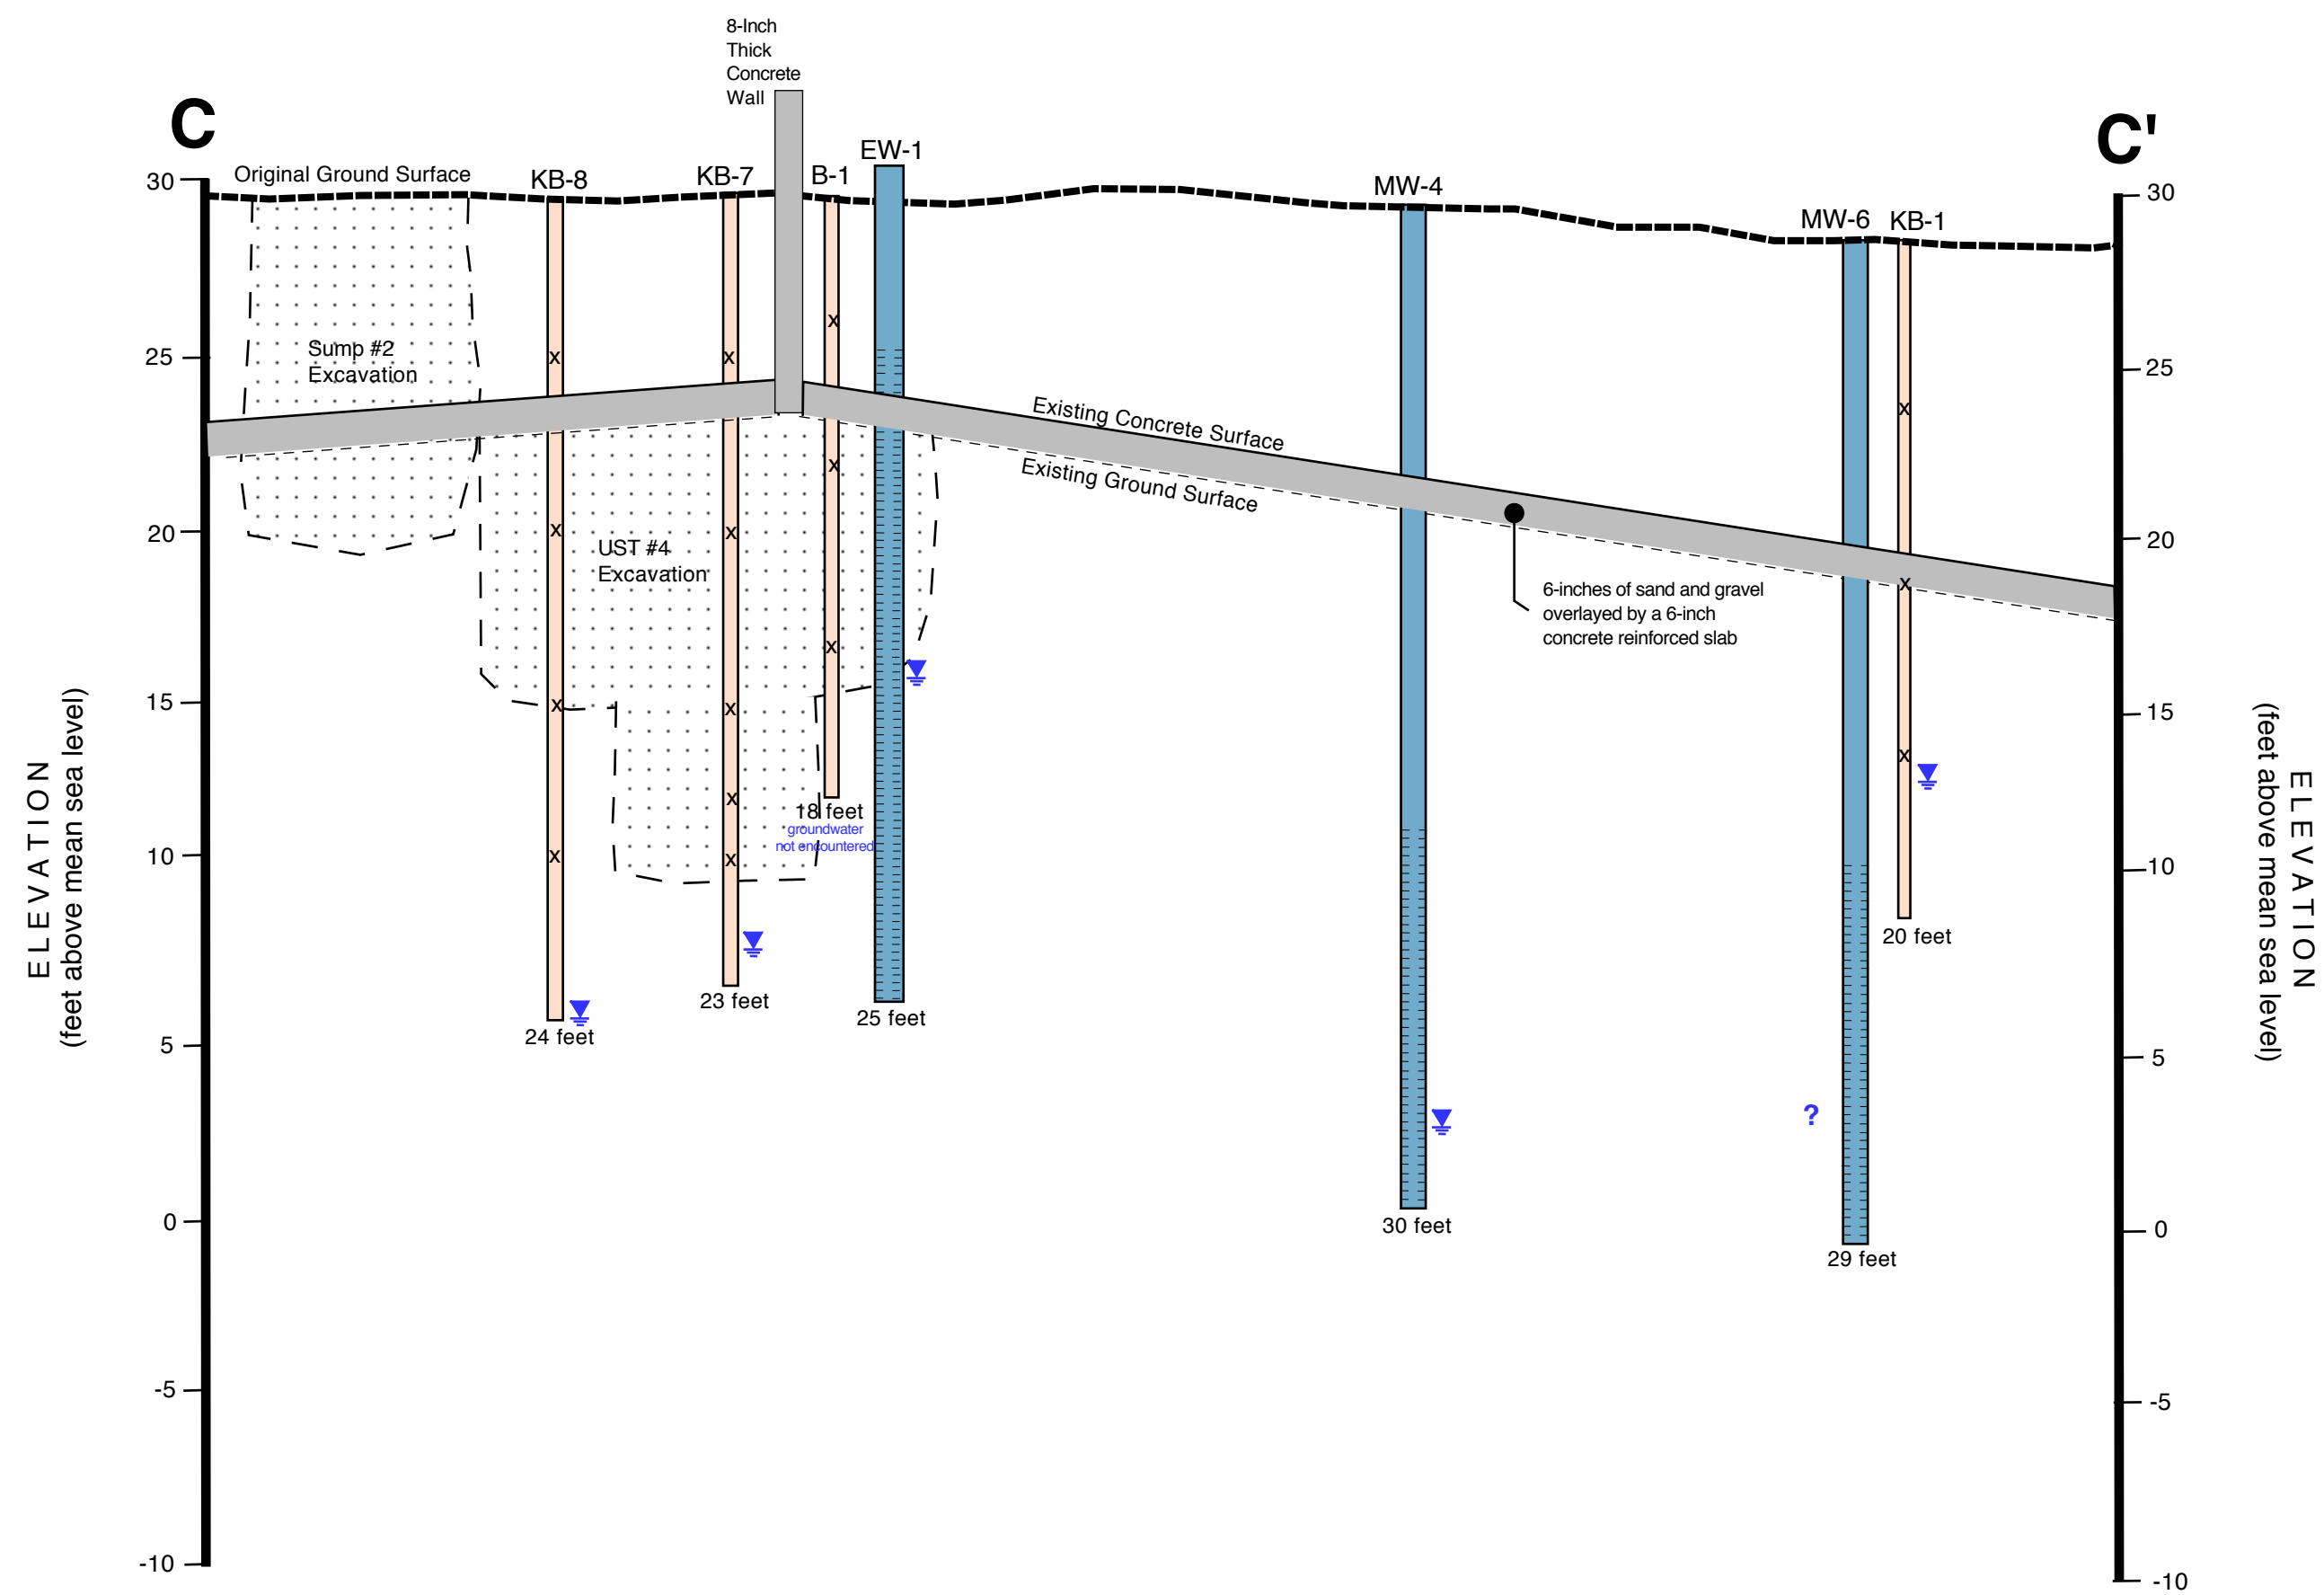 8-Inch
Thick
Concrete
Wall
C
C'
EW-1
Original Ground Surface
KB-8
KB-7
B-1
MW-4
MW-6
KB-1
30
30
x
Sump #2
Excavation
25
x
x
25
Existing Concrete Surface
x
x
Existing Ground Surface
20
x
x
UST #4
Excavation
20
x
6-inches of sand and gravel
overlayed by a 6-inch
concrete reinforced slab
x
15
x
x
15
x
x
18 feet
groundwater
not encountered
10
x
x
10
20 feet
23 feet
25 feet
24 feet
5
5
?
0
30 feet
0
29 feet
-5
-5
-10
-10
ELEVATION
(feet above mean sea level)
ELEVATION
(feet above mean sea level)